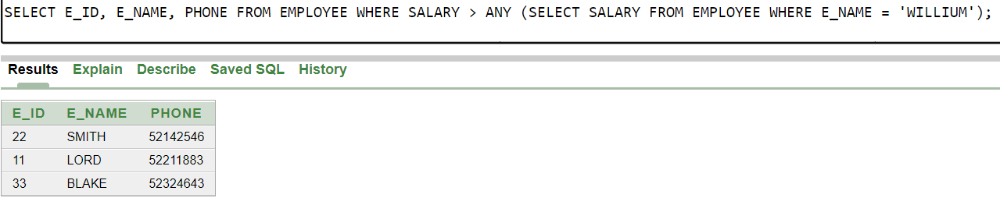 SELECT E_ID, E_NAME, PHONE FROM EMPLOYEE WHERE SALARY > ANY (SELECT SALARY FROM EMPLOYEE WHERE E_NAME = 'WILLIUM');
Results Explain Describe Saved SQL History
E_ID E_NAME PHONE
22 SMITH 52142546
11 LORD 52211883
33 BLAKE 52324643